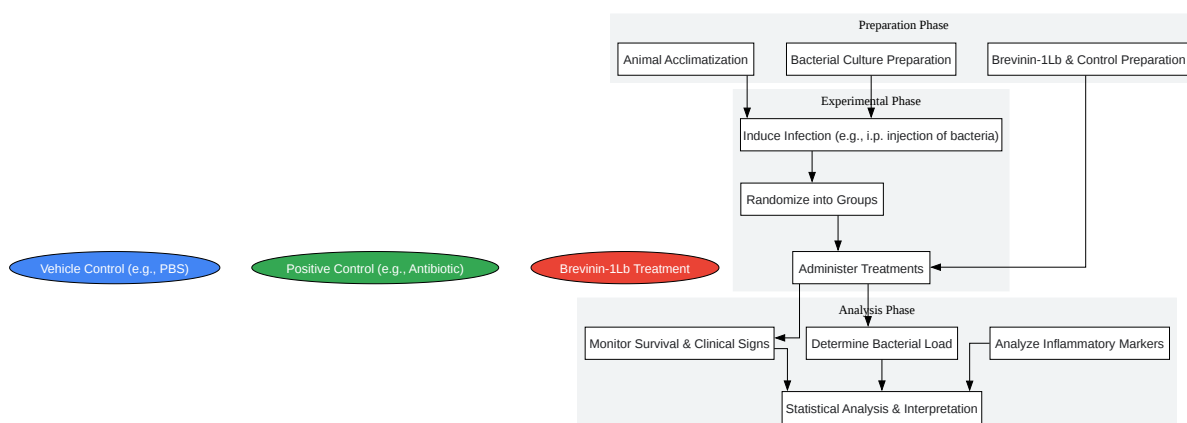 Preparation Phase
Animal Acclimatization
Bacterial Culture Preparation
Brevinin-1Lb & Control Preparation
Experimental Phase
Induce Infection (e.g., i.p. injection of bacteria)
Randomize into Groups
Vehicle Control (e.g., PBS)
Positive Control (e.g., Antibiotic)
Brevinin-1Lb Treatment
Administer Treatments
Analysis Phase
Monitor Survival & Clinical Signs
Determine Bacterial Load
Analyze Inflammatory Markers
Statistical Analysis & Interpretation